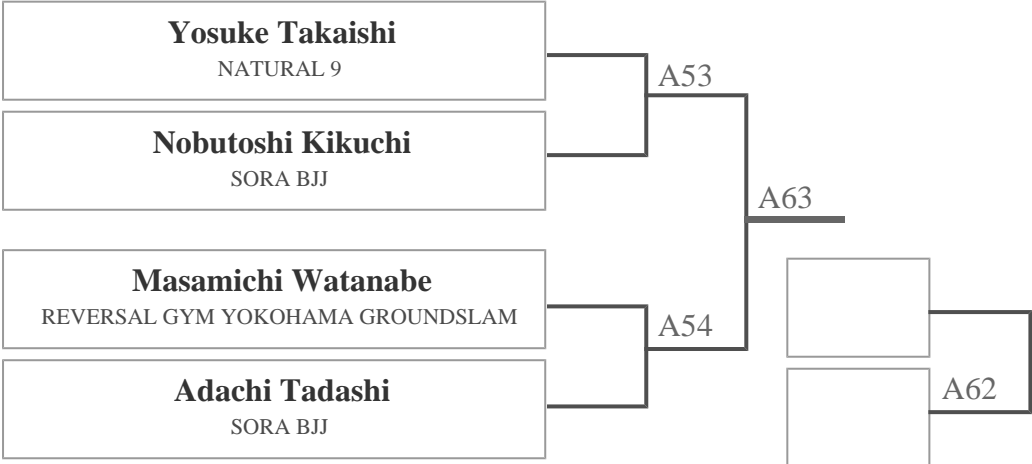 Yosuke Takaishi
NATURAL 9
A53
Nobutoshi Kikuchi
SORA BJJ
A63
Masamichi Watanabe
REVERSAL GYM YOKOHAMA GROUNDSLAM
A54
Adachi Tadashi
SORA BJJ
A62